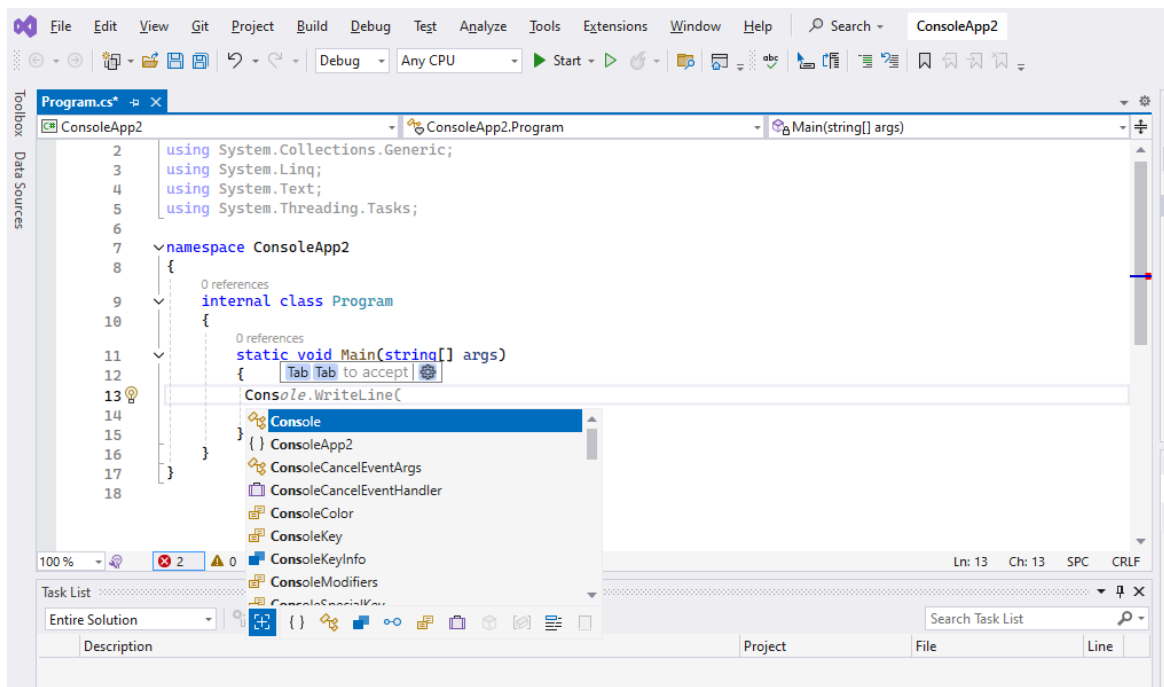 File Edit View Git Project Build Debug Test Analyze Tools Extensions Window Help Search ConsoleApp2
Debug Any CPU Start abc
Toolbox
Data Sources
Program.cs*
C# ConsoleApp2 ConsoleApp2.Program Main(string[] args)
2 using System.Collections.Generic;
3 using System.Linq;
4 using System.Text;
5 using System.Threading.Tasks;
6
7 namespace ConsoleApp2
8 {
0 references
9 internal class Program
10 {
0 references
11 static void Main(string[] args)
12 { Tab Tab to accept
13 Console.WriteLine(
14
15 }
16 }
17 }
18
Console
{ } ConsoleApp2
ConsoleCancelEventArgs
ConsoleCancelEventHandler
ConsoleColor
ConsoleKey
ConsoleKeyInfo
ConsoleModifiers
ConsoleSpecialKey
{ }
100 % 2 0 Ln: 13 Ch: 13 SPC CRLF
Task List
Entire Solution Search Task List
Description Project File Line